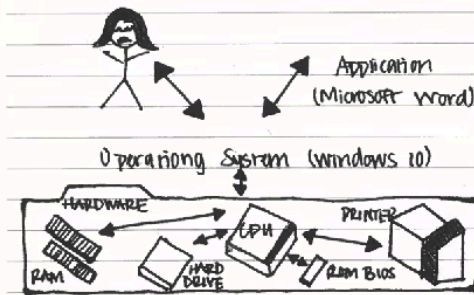 Application
(Microsoft Word)
Operationg System (Windows 10)
HARDWARE
CPU
PRINTER
RAM
HARD
DRIVE
ROM BIOS